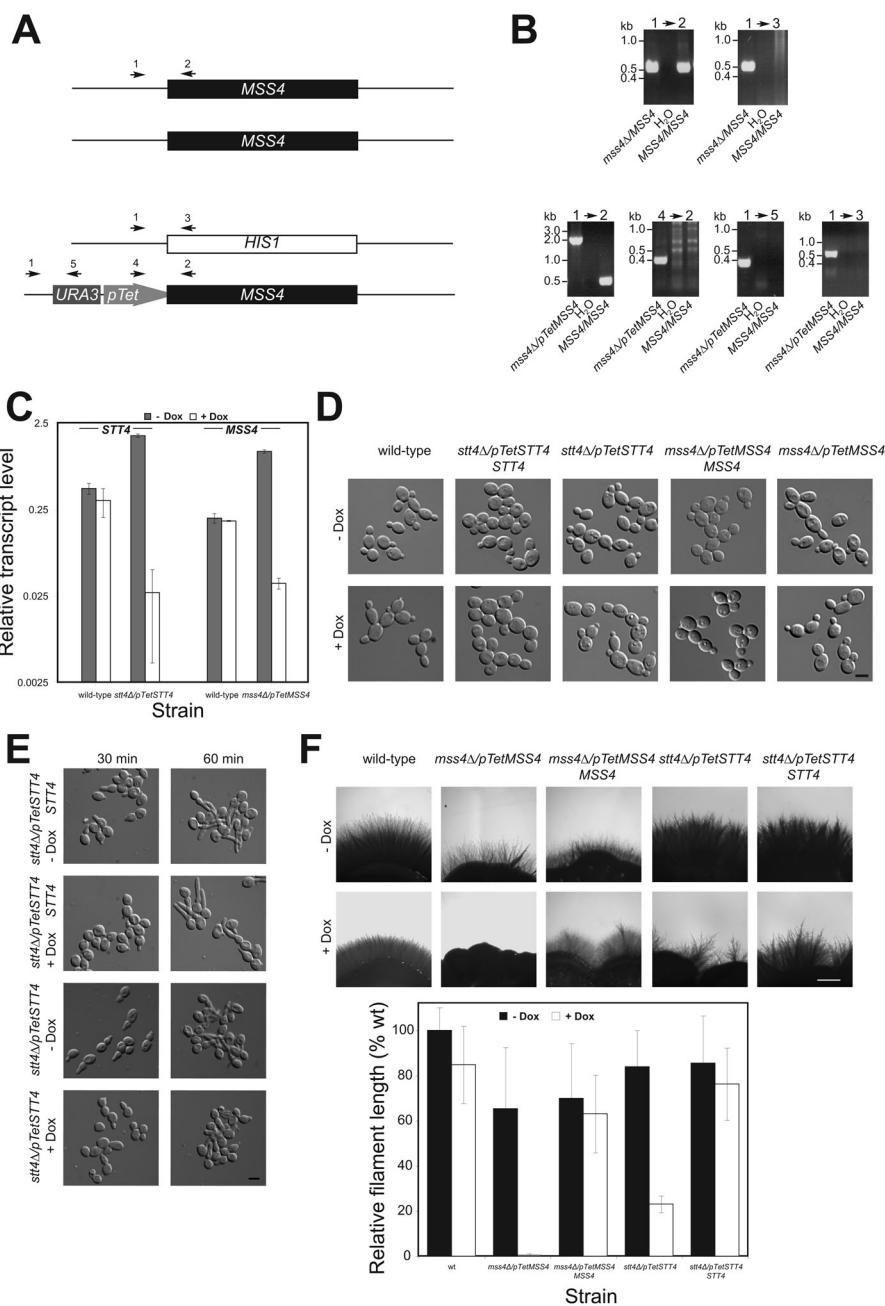 A
1 2
MSS4
MSS4
1 3
HIS1
1 5 4 2
URA3 pTet MSS4
B
kb 1 2 kb 1 3
1.0
0.5
0.4
1.0
0.5
0.4
mss4Δ/MSS4
H2O
MSS4/MSS4
mss4Δ/MSS4
H2O
MSS4/MSS4
kb 1 2 kb 4 2 kb 1 5 kb 1 3
3.0
2.0
1.0
0.5
1.0
0.5
0.4
1.0
0.5
0.4
1.0
0.5
0.4
mss4Δ/pTetMSS4
H2O
MSS4/MSS4
mss4Δ/pTetMSS4
H2O
MSS4/MSS4
mss4Δ/pTetMSS4
H2O
MSS4/MSS4
mss4Δ/pTetMSS4
H2O
MSS4/MSS4
C
- Dox + Dox
STT4 MSS4
Relative transcript level
2.5
0.25
0.025
0.0025
wild-type stt4Δ/pTetSTT4 wild-type mss4Δ/pTetMSS4
Strain
D
wild-type stt4Δ/pTetSTT4 stt4Δ/pTetSTT4 mss4Δ/pTetMSS4 mss4Δ/pTetMSS4
STT4 MSS4
- Dox
+ Dox
E
30 min 60 min
stt4Δ/pTetSTT4
STT4
- Dox
stt4Δ/pTetSTT4
STT4
+ Dox
stt4Δ/pTetSTT4
- Dox
stt4Δ/pTetSTT4
+ Dox
F
wild-type mss4Δ/pTetMSS4 mss4Δ/pTetMSS4 stt4Δ/pTetSTT4 stt4Δ/pTetSTT4
MSS4 STT4
- Dox
+ Dox
- Dox + Dox
Relative filament length (% wt)
100
80
60
40
20
0
wt mss4Δ/pTetMSS4 mss4Δ/pTetMSS4 stt4Δ/pTetSTT4 stt4Δ/pTetSTT4
MSS4 STT4
Strain